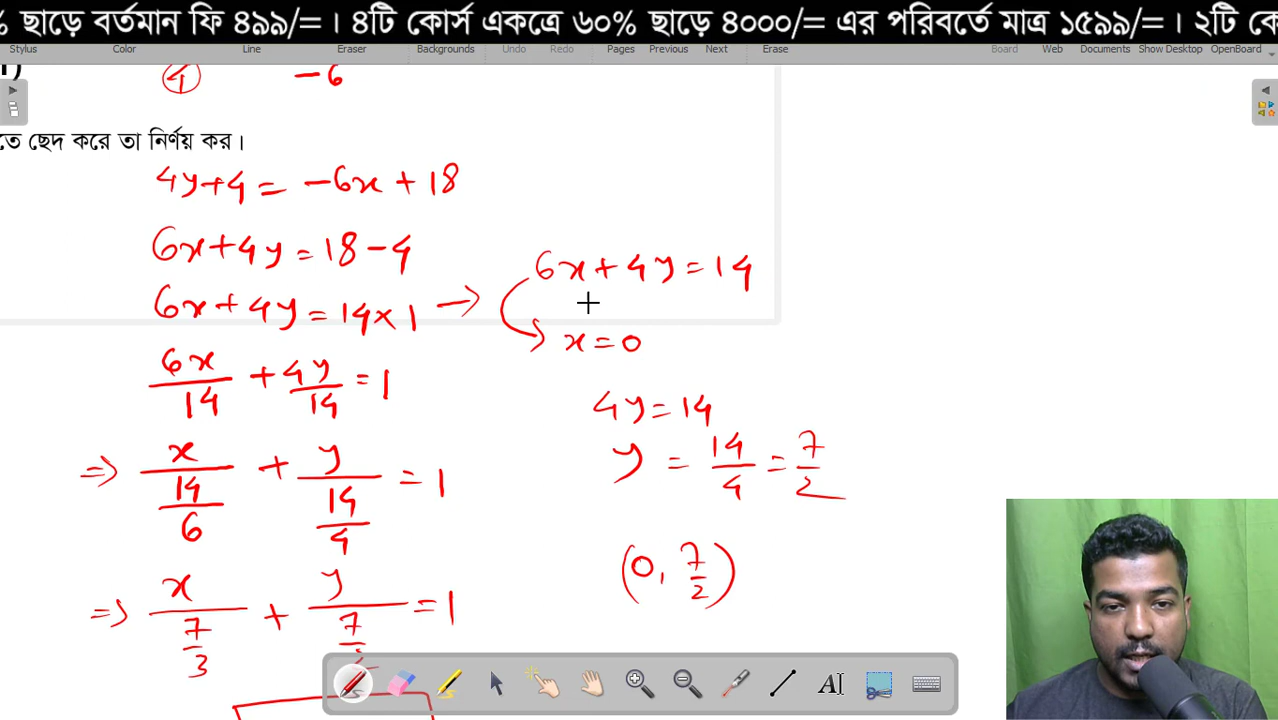 % ছাড়ে বর্তমান ফি ৪৯৯/=। ৪টি কোর্স একত্রে ৬০% ছাড়ে ৪০০০/= এর পরিবর্তে মাত্র ১৫৯৯/=। ২টি কো
Stylus Color Line Eraser Backgrounds Undo Redo Pages Previous Next Erase Board Web Documents Show Desktop OpenBoard
4 -6
তে ছেদ করে তা নির্ণয় কর।
4y+4 = -6x + 18
6x+4y = 18-4
6x+4y = 14×1 → 6x+4y = 14
x = 0
6x/14 + 4y/14 = 1
4y = 14
y = 14/4 = 7/2
⇒ x/(14/6) + y/(14/4) = 1
(0, 7/2)
⇒ x/(7/3) + y/(7/ = 1